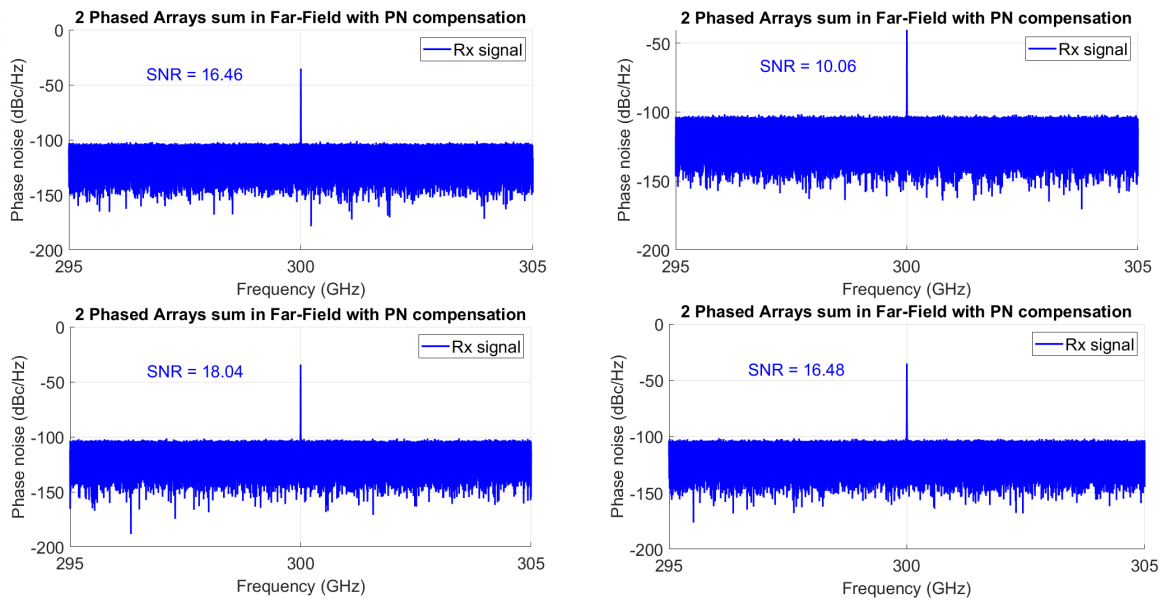 2 Phased Arrays sum in Far-Field with PN compensation
0
-50
-100
-150
-200
Phase noise (dBc/Hz)
SNR = 16.46
Rx signal
295
300
305
Frequency (GHz)
2 Phased Arrays sum in Far-Field with PN compensation
-50
-100
-150
-200
Phase noise (dBc/Hz)
SNR = 10.06
Rx signal
295
300
305
Frequency (GHz)
2 Phased Arrays sum in Far-Field with PN compensation
0
-50
-100
-150
-200
Phase noise (dBc/Hz)
SNR = 18.04
Rx signal
295
300
305
Frequency (GHz)
2 Phased Arrays sum in Far-Field with PN compensation
0
-50
-100
-150
-200
Phase noise (dBc/Hz)
SNR = 16.48
Rx signal
295
300
305
Frequency (GHz)